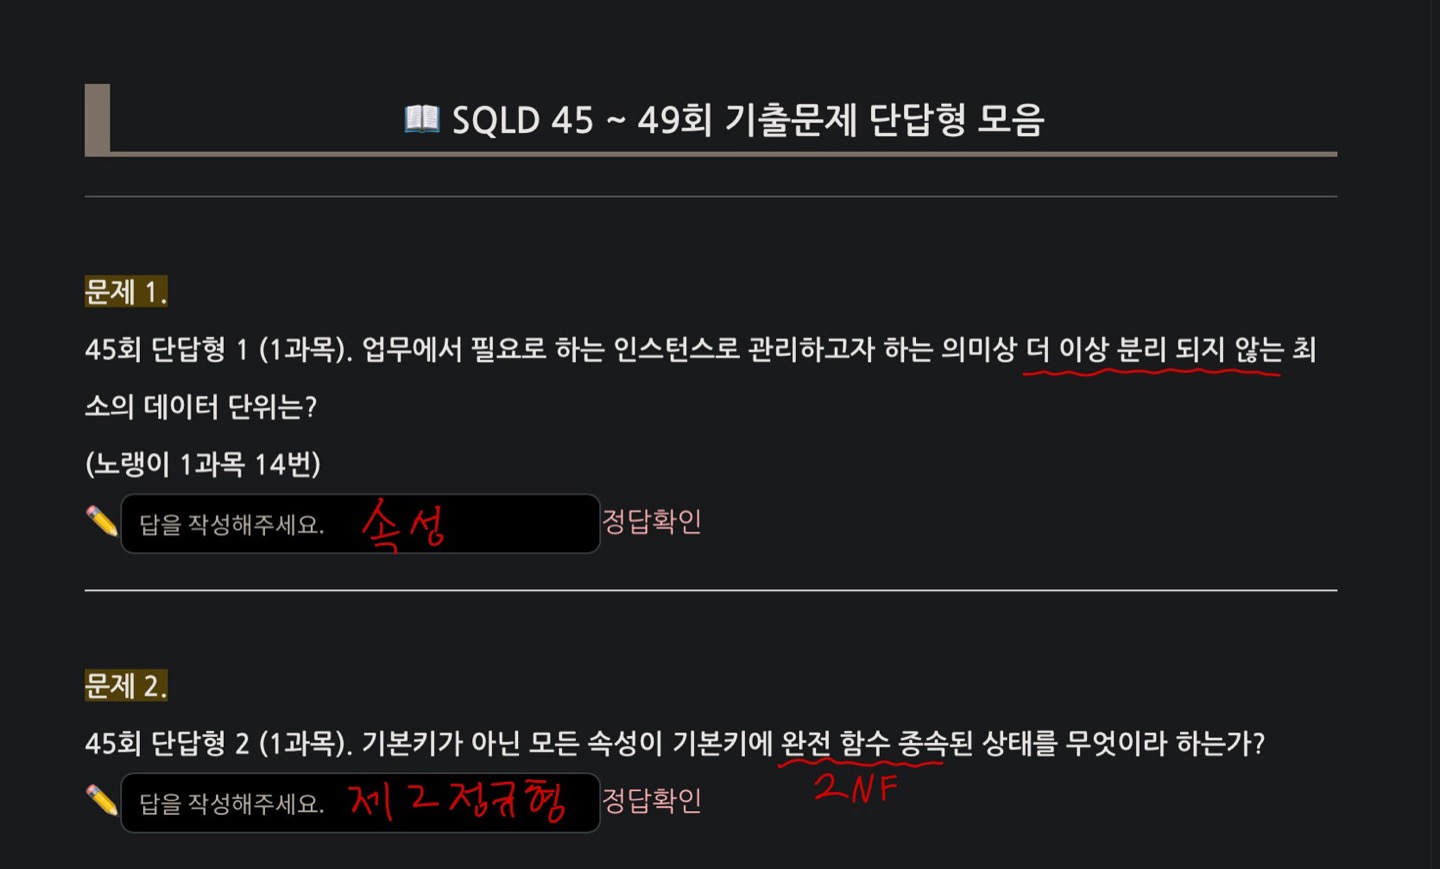 📖 SQLD 45 ~ 49회 기출문제 단답형 모음
문제 1.
45회 단답형 1 (1과목). 업무에서 필요로 하는 인스턴스로 관리하고자 하는 의미상 더 이상 분리 되지 않는 최
소의 데이터 단위는?
(노랭이 1과목 14번)
답을 작성해주세요. 속성 정답확인
문제 2.
45회 단답형 2 (1과목). 기본키가 아닌 모든 속성이 기본키에 완전 함수 종속된 상태를 무엇이라 하는가?
2NF
답을 작성해주세요. 제2정규형 정답확인